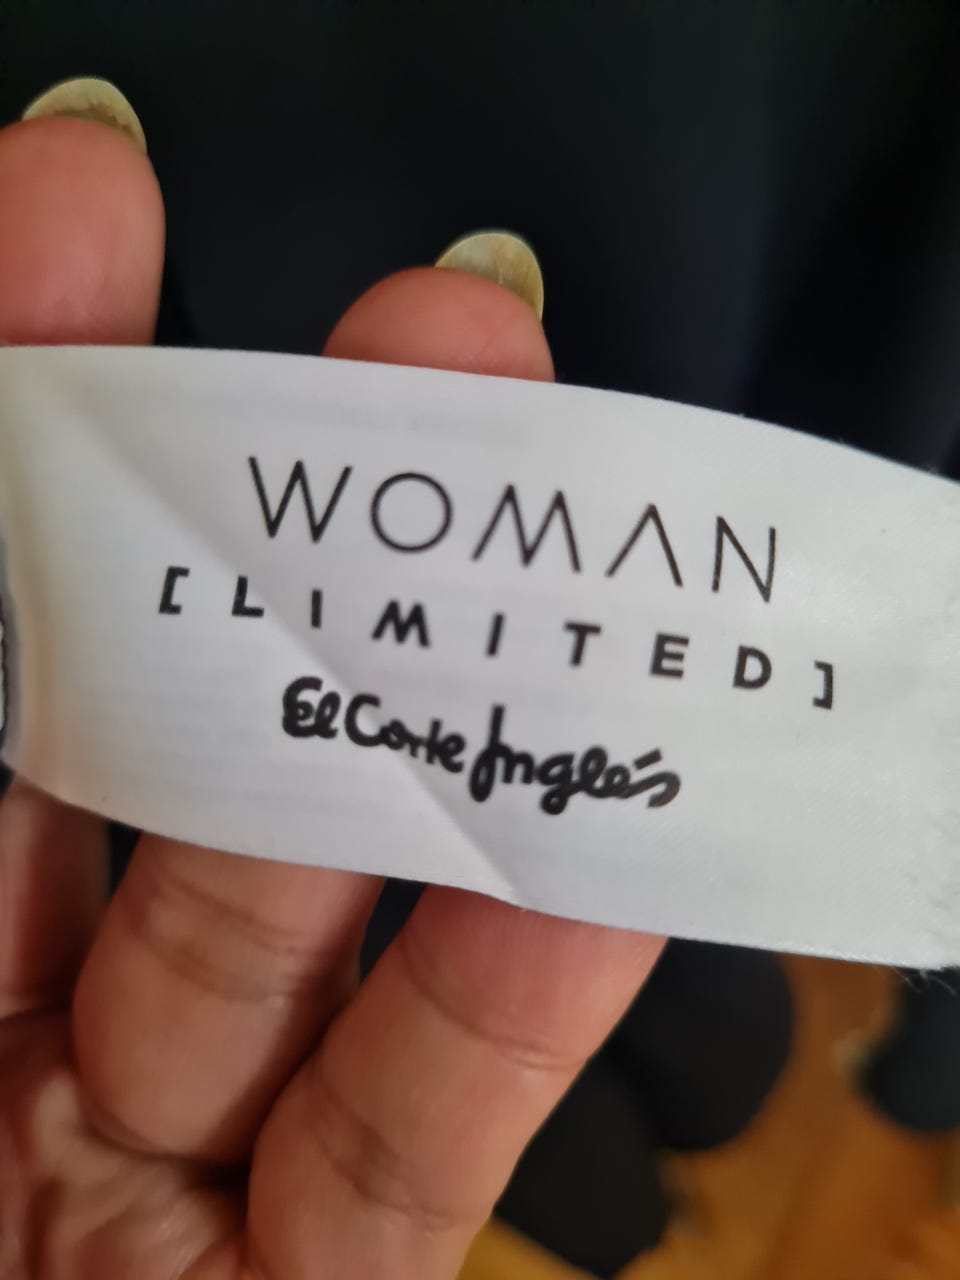 WOMAN
[LIMITED]
El Corte Inglés